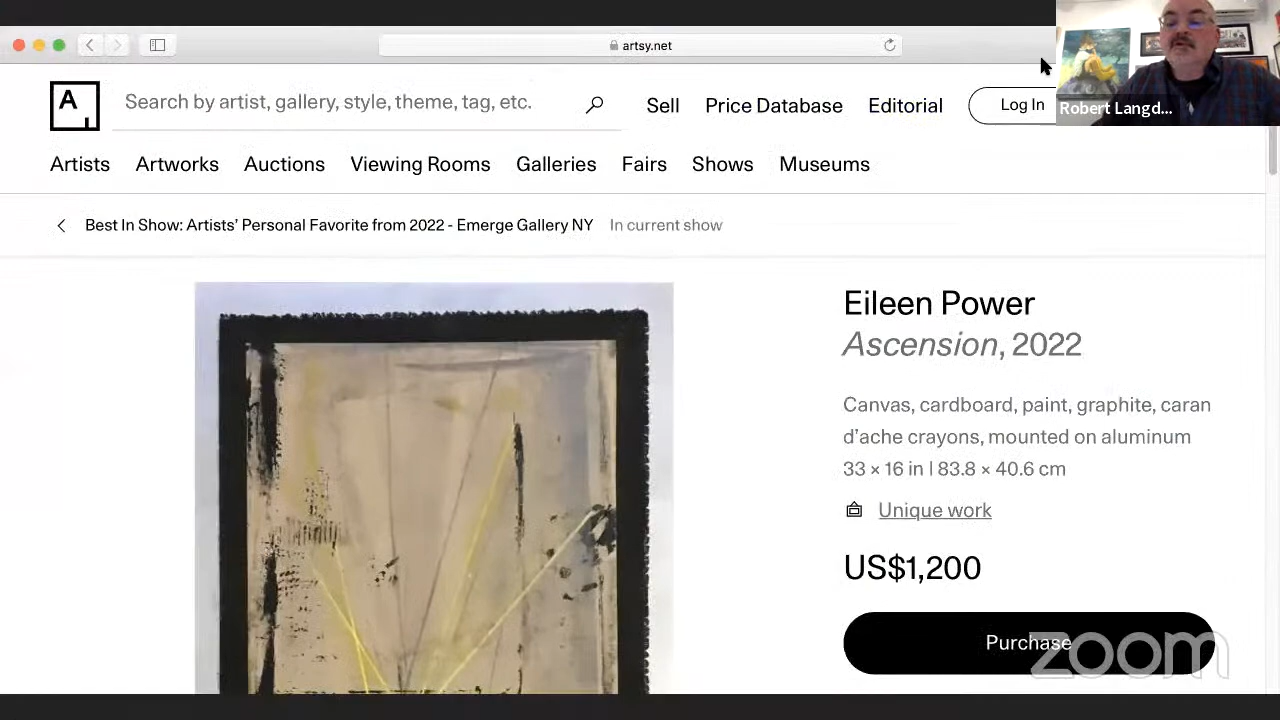 artsy.net
Robert Langd...
A
Search by artist, gallery, style, theme, tag, etc.
Sell
Price Database
Editorial
Log In
Artists
Artworks
Auctions
Viewing Rooms
Galleries
Fairs
Shows
Museums
Best In Show: Artists’ Personal Favorite from 2022 - Emerge Gallery NY
In current show
Eileen Power
Ascension, 2022
Canvas, cardboard, paint, graphite, caran
d’ache crayons, mounted on aluminum
33 × 16 in | 83.8 × 40.6 cm
Unique work
US$1,200
Purchase
zoom